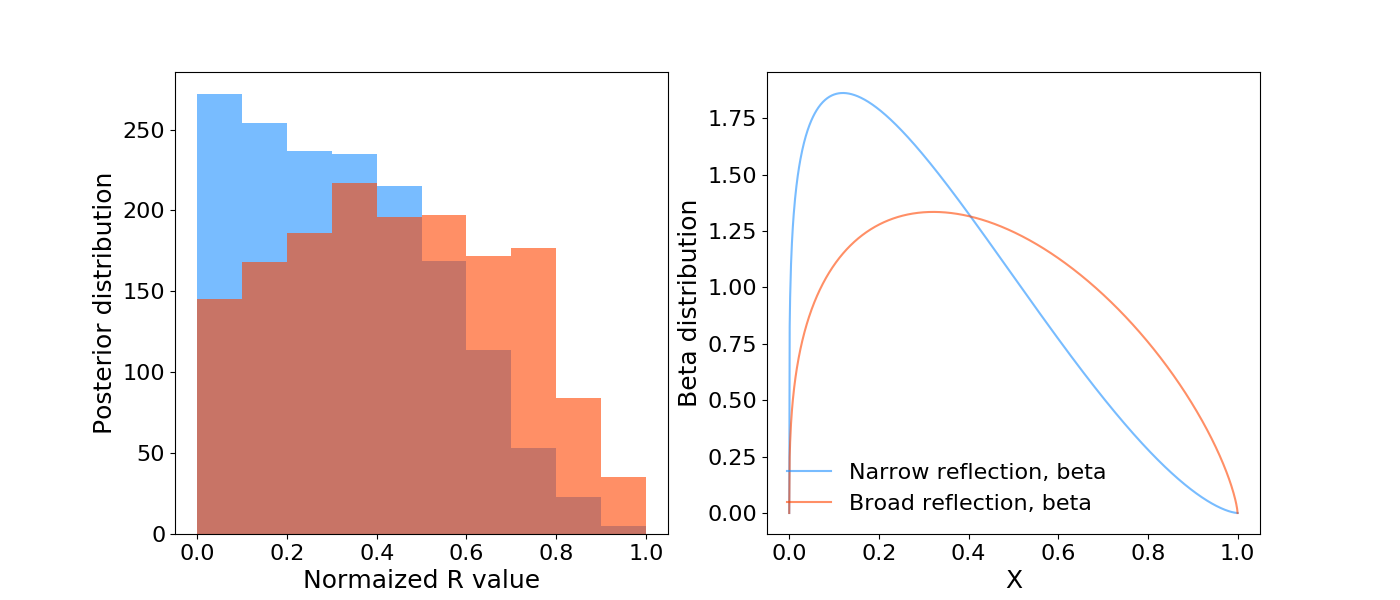 Posterior distribution
250
200
150
100
50
0
0.0 0.2 0.4 0.6 0.8 1.0
Normaized R value
Beta distribution
1.75
1.50
1.25
1.00
0.75
0.50
0.25
0.00
Narrow reflection, beta
Broad reflection, beta
0.0 0.2 0.4 0.6 0.8 1.0
X